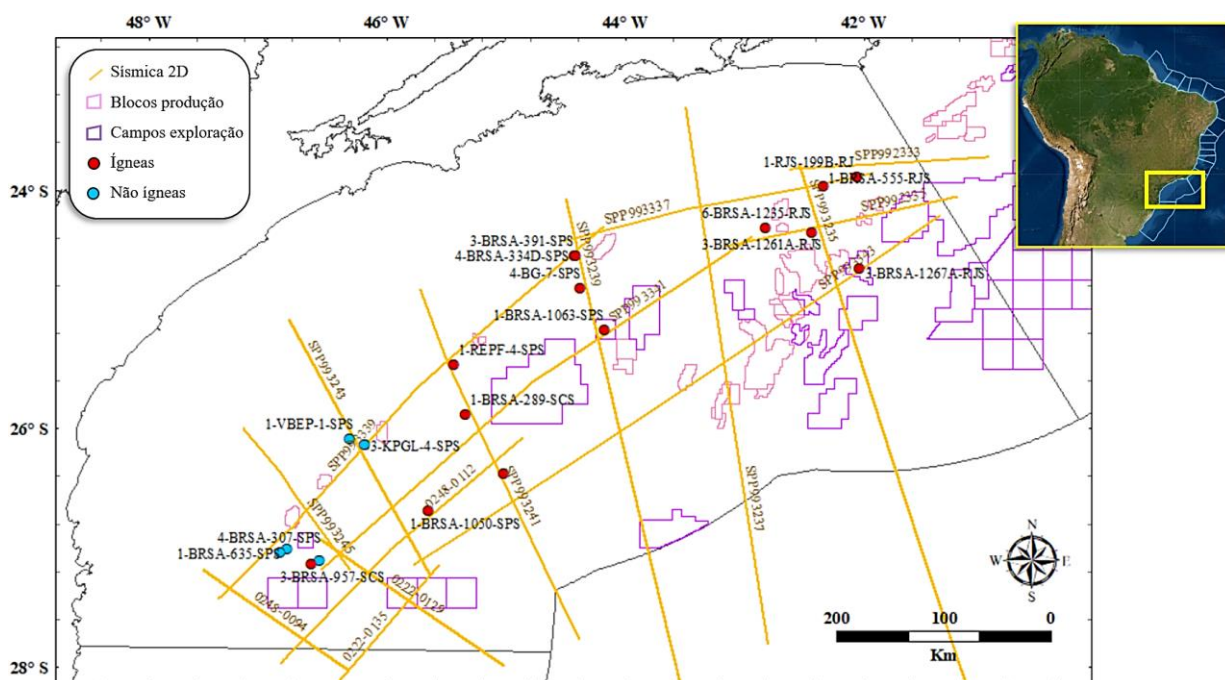 48° W
46° W
44° W
42° W
Sísmica 2D
Blocos produção
Campos exploração
Ígneas
Não ígneas
24° S
26° S
28° S
SPP992333
1-RJS-199B-RJ
1-BRSA-555-RJS
SPP993337
SPP993235
6-BRSA-1255-RJS
3-BRSA-1261A-RJS
3-BRSA-391-SPS
SPP993239
4-BRSA-334D-SPS
4-BG-7-SPS
3-BRSA-1267A-RJS
SPP993341
1-BRSA-1063-SPS
1-REPF-4-SPS
SPP993243
1-BRSA-289-SCS
1-VBEP-1-SPS
3-KPGL-4-SPS
SPP993339
0248-0112
SPP993241
1-BRSA-1050-SPS
SPP993237
SPP993245
4-BRSA-307-SPS
1-BRSA-635-SPS
3-BRSA-957-SCS
0222-0129
0248-0094
0222-0135
N
W E
S
200 100 0
Km